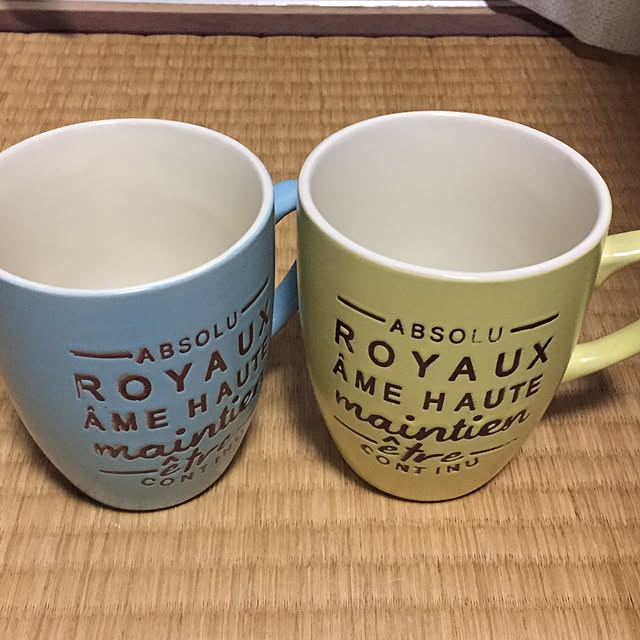 ABSOLU
ROYAUX
ÂME HAUTE
maintien
être
CONTINU
ABSOLU
ROYAUX
ÂME HAUTE
maintien
être
CONTINU